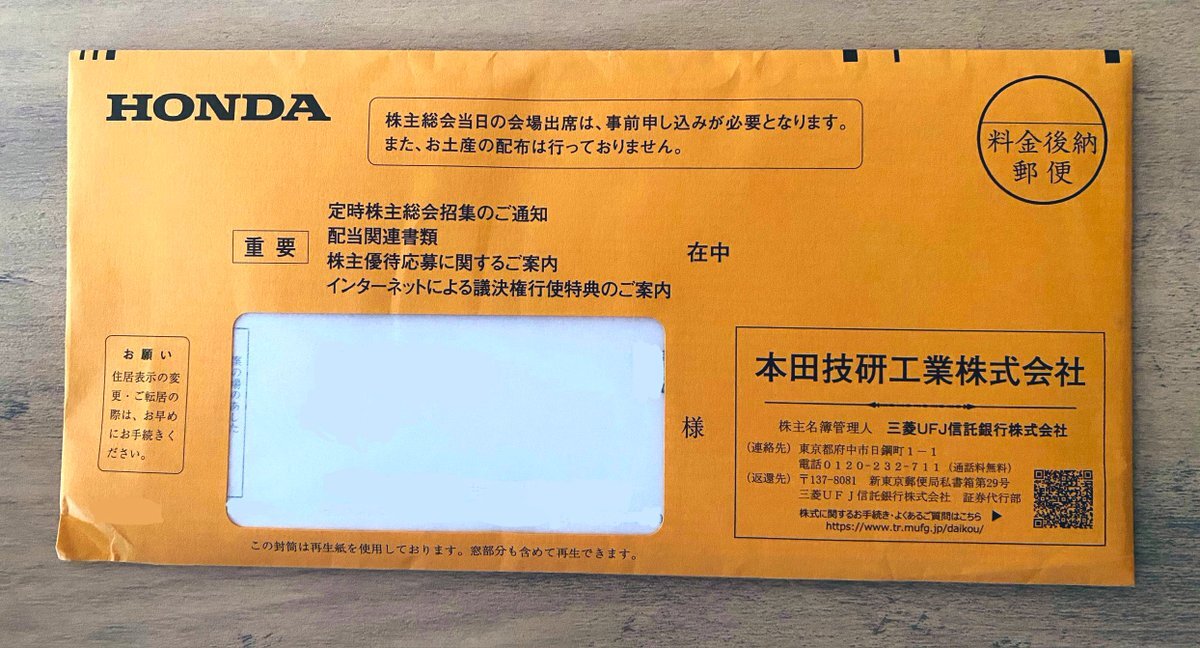 HONDA
株主総会当日の会場出席は、事前申し込みが必要となります。
また、お土産の配布は行っておりません。
料金後納
郵便
重要
定時株主総会招集のご通知
配当関連書類
株主優待応募に関するご案内
インターネットによる議決権行使特典のご案内
在中
お願い
住居表示の変
更・ご転居の
際は、お早め
にお手続きく
ださい。
様
本田技研工業株式会社
株主名簿管理人 三菱UFJ信託銀行株式会社
(連絡先) 東京都府中市日鋼町1-1
電話0120-232-711(通話料無料)
(返還先) 〒137-8081 新東京郵便局私書箱第29号
三菱UFJ信託銀行株式会社 証券代行部
株式に関するお手続き・よくあるご質問はこちら ▶
https://www.tr.mufg.jp/daikou/
この封筒は再生紙を使用しております。窓部分も含めて再生できます。